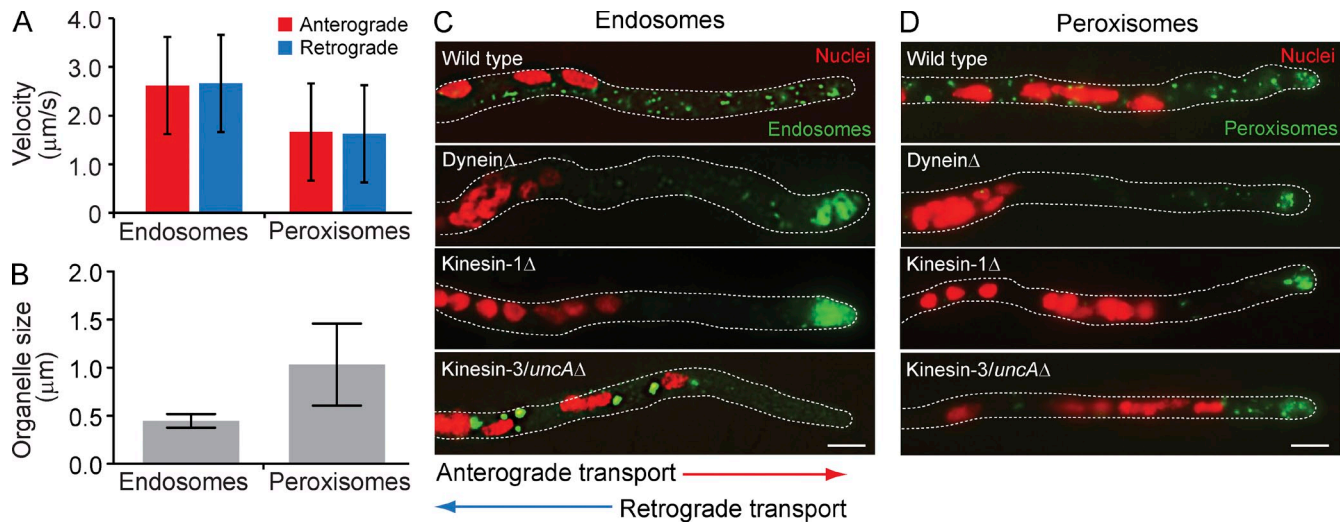 A
4.0
3.0
2.0
1.0
0
Velocity
(μm/s)
Anterograde
Retrograde
Endosomes
Peroxisomes
B
2.0
1.5
1.0
0.5
0.0
Organelle size
(μm)
Endosomes
Peroxisomes
C
Endosomes
Wild type
Nuclei
Endosomes
DyneinΔ
Kinesin-1Δ
Kinesin-3/uncAΔ
Anterograde transport
Retrograde transport
D
Peroxisomes
Wild type
Nuclei
Peroxisomes
DyneinΔ
Kinesin-1Δ
Kinesin-3/uncAΔ